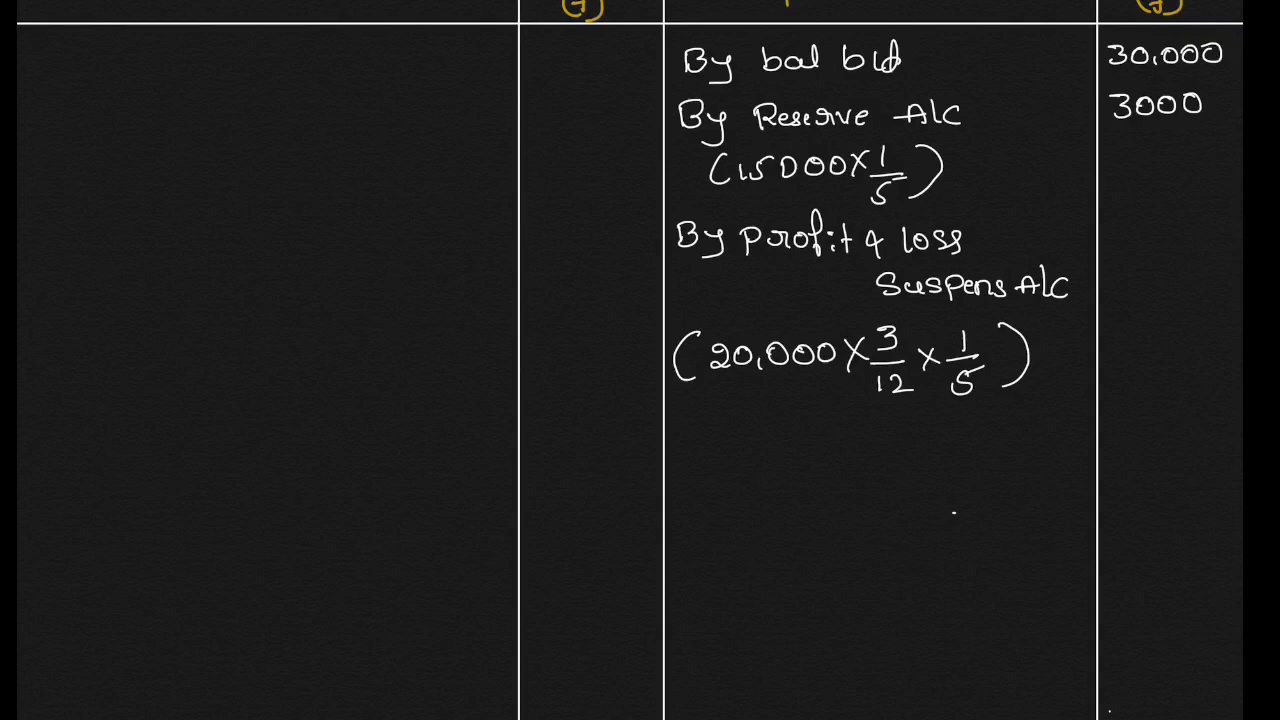 (₹) (₹)
By bal b/d 30,000
By Reserve A/C 3000
(15000 × 1/5)
By Profit & loss
Suspens A/C
(20,000 × 3/12 × 1/5)